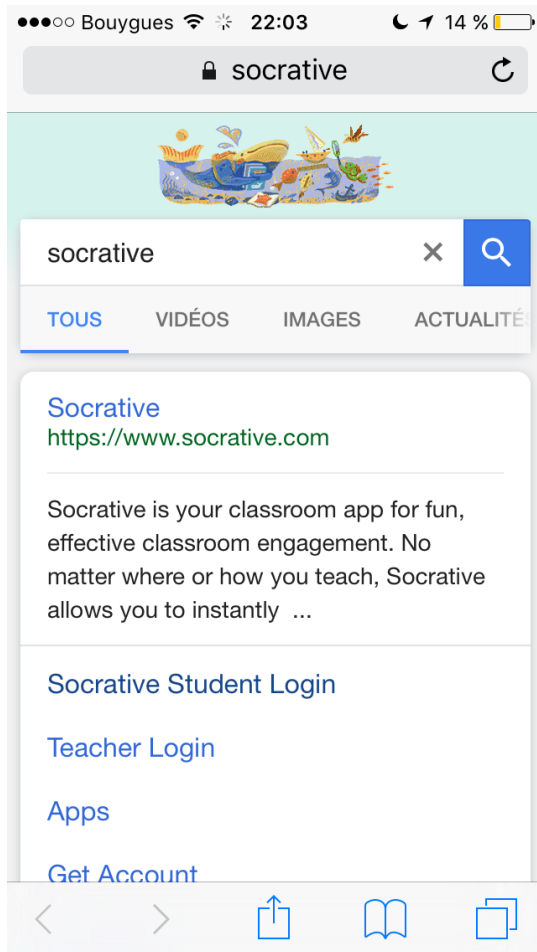 Bouygues 22:03 14 %
socrative
socrative
TOUS VIDÉOS IMAGES ACTUALITÉS
Socrative
https://www.socrative.com
Socrative is your classroom app for fun,
effective classroom engagement. No
matter where or how you teach, Socrative
allows you to instantly ...
Socrative Student Login
Teacher Login
Apps
Get Account